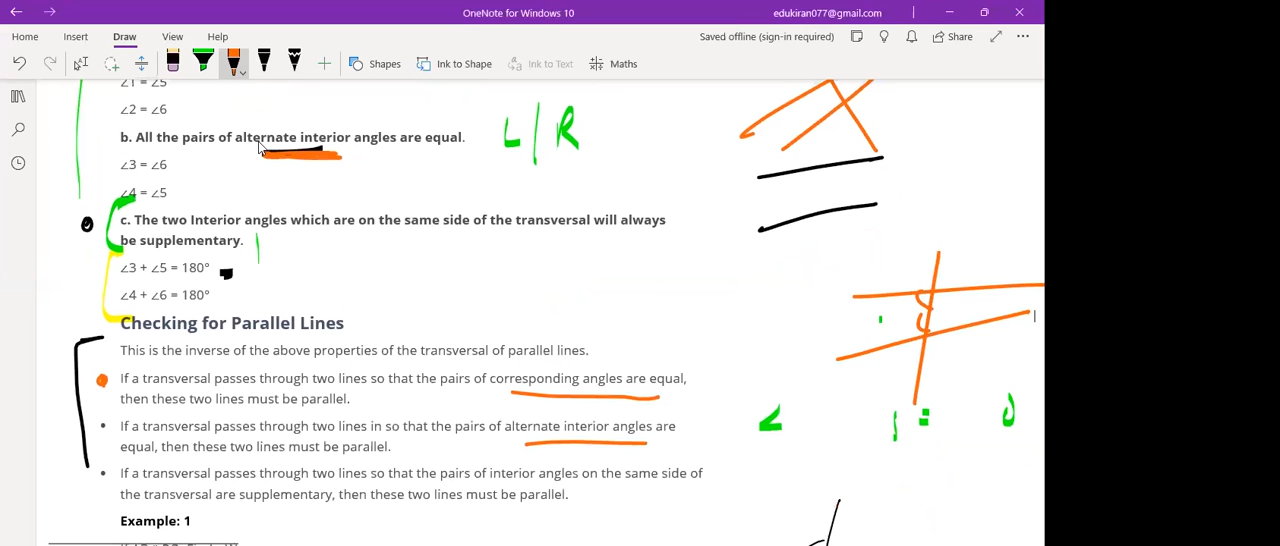 OneNote for Windows 10
edukiran077@gmail.com
Home Insert Draw View Help
Saved offline (sign-in required)
Share
Shapes
Ink to Shape
Ink to Text
Maths
∠1 = ∠5
∠2 = ∠6
b. All the pairs of alternate interior angles are equal.
L | R
∠3 = ∠6
∠4 = ∠5
c. The two Interior angles which are on the same side of the transversal will always
be supplementary.
∠3 + ∠5 = 180°
∠4 + ∠6 = 180°
Checking for Parallel Lines
This is the inverse of the above properties of the transversal of parallel lines.
If a transversal passes through two lines so that the pairs of corresponding angles are equal,
then these two lines must be parallel.
• If a transversal passes through two lines in so that the pairs of alternate interior angles are
equal, then these two lines must be parallel.
• If a transversal passes through two lines so that the pairs of interior angles on the same side of
the transversal are supplementary, then these two lines must be parallel.
Example: 1